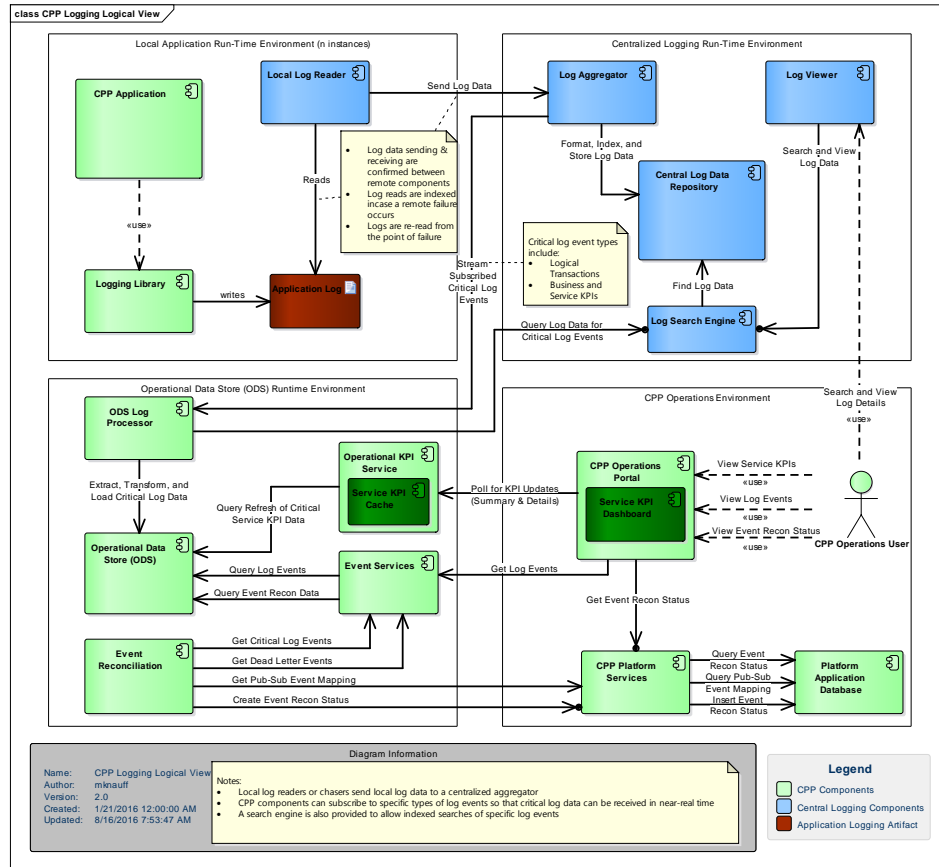 class CPP Logging Logical View
Local Application Run-Time Environment (n instances)
CPP Application
Local Log Reader
«use»
Reads
Logging Library
writes
Application Log
• Log data sending &
receiving are
confirmed between
remote components
• Log reads are indexed
incase a remote failure
occurs
• Logs are re-read from
the point of failure
Send Log Data
Centralized Logging Run-Time Environment
Log Aggregator
Log Viewer
Format, Index, and
Store Log Data
Search and View
Log Data
Central Log Data
Repository
Critical log event types
include:
• Logical
Transactions
• Business and
Service KPIs
Stream
Subscribed
Critical Log
Events
Find Log Data
Query Log Data for
Critical Log Events
Log Search Engine
Search and View
Log Details
«use»
Operational Data Store (ODS) Runtime Environment
ODS Log
Processor
Extract, Transform, and
Load Critical Log Data
Operational KPI
Service
Service KPI
Cache
Query Refresh of Critical
Service KPI Data
Operational Data
Store (ODS)
Query Log Events
Query Event Recon Data
Event Services
Event
Reconciliation
Get Critical Log Events
Get Dead Letter Events
Get Pub-Sub Event Mapping
Create Event Recon Status
CPP Operations Environment
CPP Operations
Portal
Service KPI
Dashboard
Poll for KPI Updates
(Summary & Details)
View Service KPIs
«use»
View Log Events
«use»
View Event Recon Status
«use»
CPP Operations User
Get Log Events
Get Event Recon Status
CPP Platform
Services
Query Event
Recon Status
Query Pub-Sub
Event Mapping
Insert Event
Recon Status
Platform
Application
Database
Diagram Information
Name: CPP Logging Logical View
Author: mknauff
Version: 2.0
Created: 1/21/2016 12:00:00 AM
Updated: 8/16/2016 7:53:47 AM
Notes:
• Local log readers or chasers send local log data to a centralized aggregator
• CPP components can subscribe to specific types of log events so that critical log data can be received in near-real time
• A search engine is also provided to allow indexed searches of specific log events
Legend
CPP Components
Central Logging Components
Application Logging Artifact